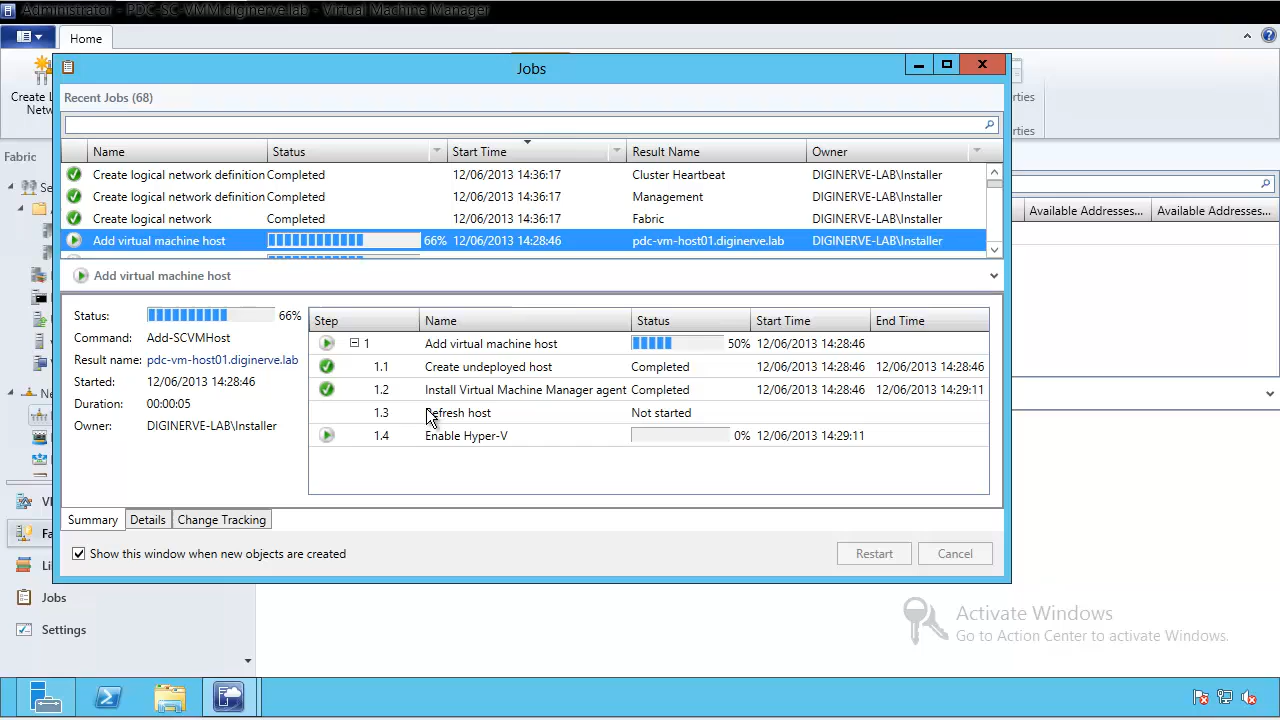 Administrator - PDC-SC-VMM.diginerve.lab - Virtual Machine Manager
Home
Create L
Netw
Jobs
erties
erties
Recent Jobs (68)
Fabric
Name Status Start Time Result Name Owner
Create logical network definition Completed 12/06/2013 14:36:17 Cluster Heartbeat DIGINERVE-LAB\Installer
Create logical network definition Completed 12/06/2013 14:36:17 Management DIGINERVE-LAB\Installer
Create logical network Completed 12/06/2013 14:36:17 Fabric DIGINERVE-LAB\Installer
Add virtual machine host 66% 12/06/2013 14:28:46 pdc-vm-host01.diginerve.lab DIGINERVE-LAB\Installer
Se
Available Addresses... Available Addresses...
Add virtual machine host
Status: 66%
Command: Add-SCVMHost
Result name: pdc-vm-host01.diginerve.lab
Started: 12/06/2013 14:28:46
Duration: 00:00:05
Owner: DIGINERVE-LAB\Installer
Step Name Status Start Time End Time
1 Add virtual machine host 50% 12/06/2013 14:28:46
1.1 Create undeployed host Completed 12/06/2013 14:28:46 12/06/2013 14:28:46
1.2 Install Virtual Machine Manager agent Completed 12/06/2013 14:28:46 12/06/2013 14:29:11
1.3 Refresh host Not started
1.4 Enable Hyper-V 0% 12/06/2013 14:29:11
Ne
Summary Details Change Tracking
Show this window when new objects are created
Restart Cancel
VM
Fa
Li
Jobs
Settings
Activate Windows
Go to Action Center to activate Windows.